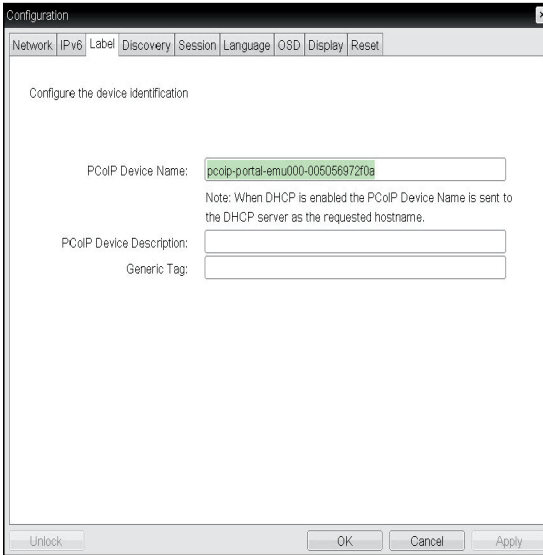 Configuration
Network IPv6 Label Discovery Session Language OSD Display Reset
Configure the device identification
PCoIP Device Name: pcoip-portal-emu000-005056972f0a
Note: When DHCP is enabled the PCoIP Device Name is sent to
the DHCP server as the requested hostname.
PCoIP Device Description:
Generic Tag:
Unlock OK Cancel Apply